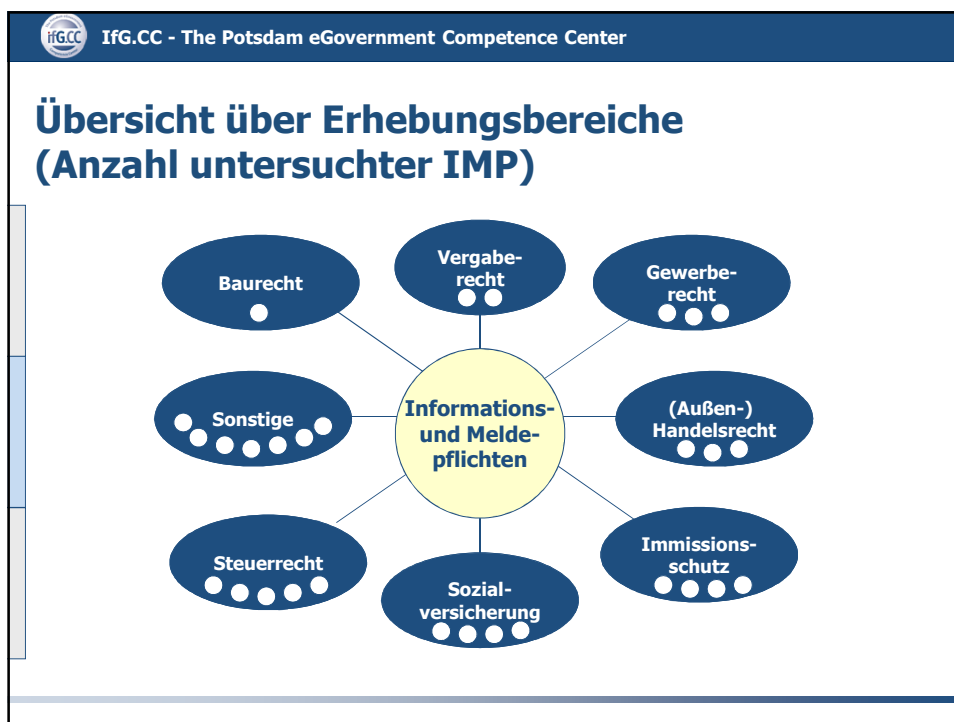 ifG.CC
IfG.CC - The Potsdam eGovernment Competence Center
Übersicht über Erhebungsbereiche
(Anzahl untersuchter IMP)
Baurecht
Vergabe-
recht
Gewerbe-
recht
Sonstige
Informations-
und Melde-
pflichten
(Außen-)
Handelsrecht
Steuerrecht
Sozial-
versicherung
Immissions-
schutz